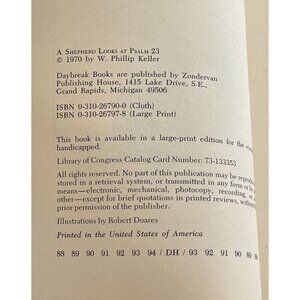 A SHEPHERD LOOKS AT PSALM 23
© 1970 by W. Phillip Keller
Daybreak Books are published by Zondervan
Publishing House, 1415 Lake Drive, S.E.,
Grand Rapids, Michigan 49506
ISBN 0-310-26790-0 (Cloth)
ISBN 0-310-26797-8 (Large Print)
This book is available in a large-print edition for the
handicapped.
Library of Congress Catalog Card Number: 73-133353
All rights reserved. No part of this publication may be reprodu
stored in a retrieval system, or transmitted in any form or by
means—electronic, mechanical, photocopy, recording, or
other—except for brief quotations in printed reviews, withou
prior permission of the publisher.
Illustrations by Robert Doares
Printed in the United States of America
88 89 90 91 92 93 94 / DH / 93 92 91 90 89